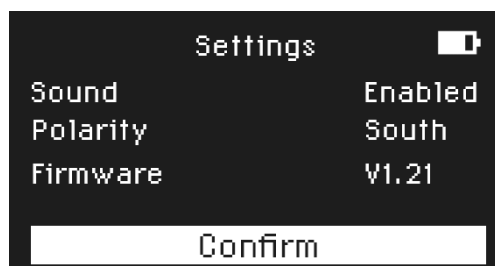 Settings
Sound Enabled
Polarity South
Firmware V1.21
Confirm